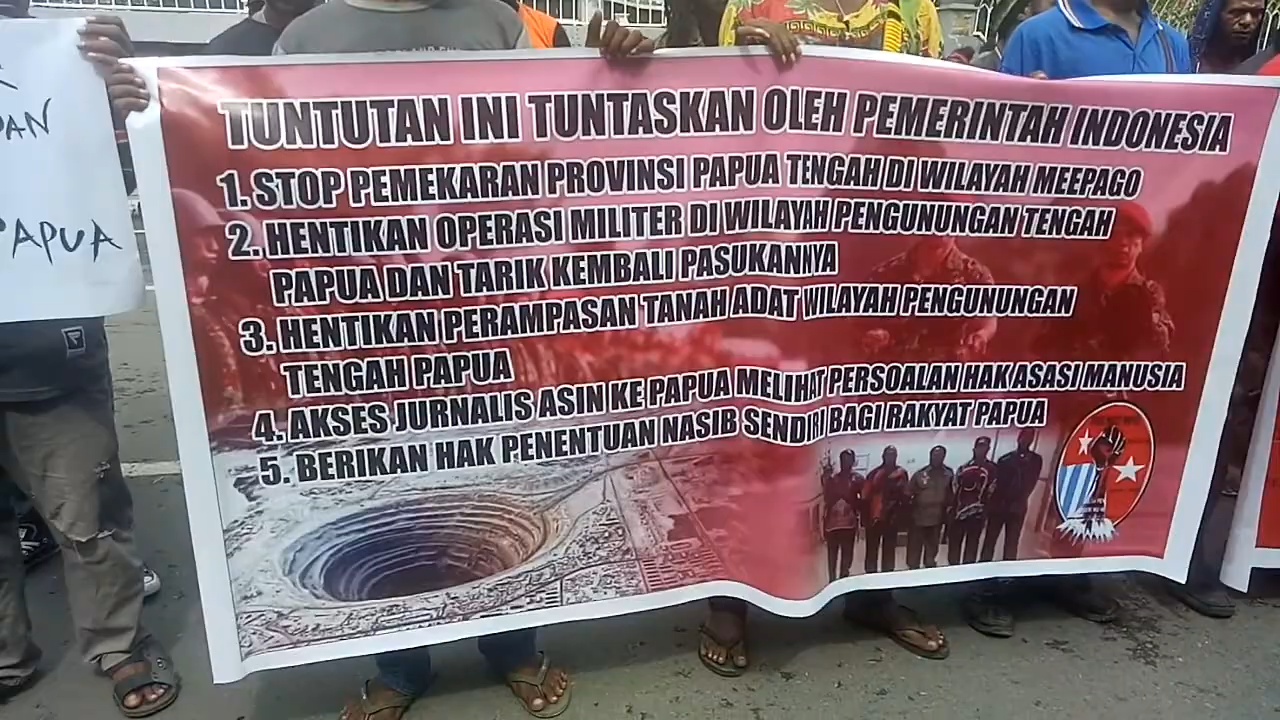 DAN
PAPUA
TUNTUTAN INI TUNTASKAN OLEH PEMERINTAH INDONESIA
1. STOP PEMEKARAN PROVINSI PAPUA TENGAH DI WILAYAH MEEPAGO
2. HENTIKAN OPERASI MILITER DI WILAYAH PENGUNUNGAN TENGAH
PAPUA DAN TARIK KEMBALI PASUKANNYA
3. HENTIKAN PERAMPASAN TANAH ADAT WILAYAH PENGUNUNGAN
TENGAH PAPUA
4. AKSES JURNALIS ASIN KE PAPUA MELIHAT PERSOALAN HAK ASASI MANUSIA
5. BERIKAN HAK PENENTUAN NASIB SENDIRI BAGI RAKYAT PAPUA